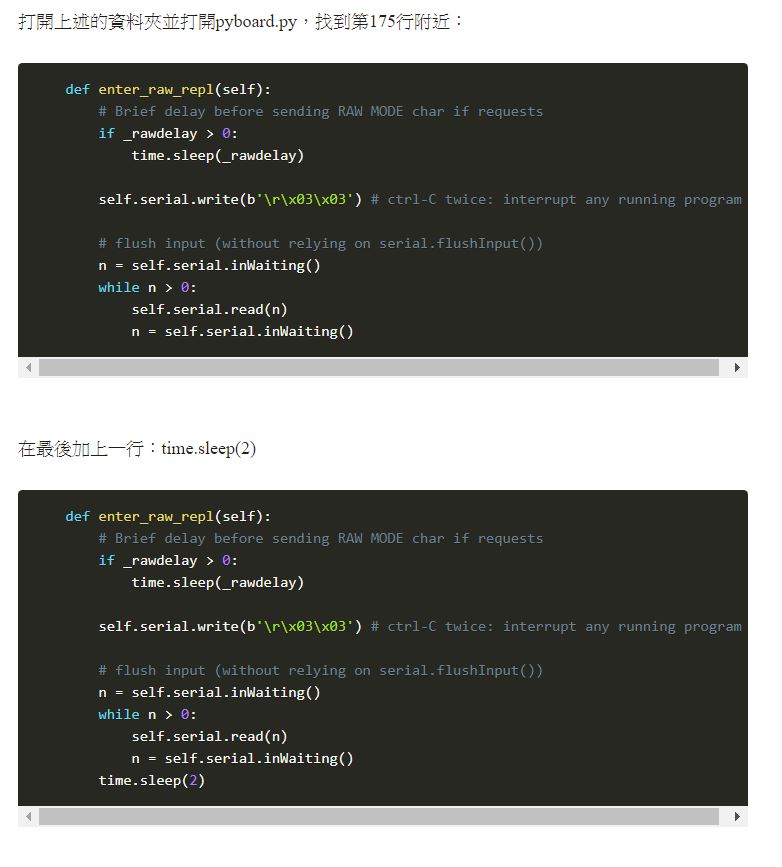 打開上述的資料夾並打開pyboard.py，找到第175行附近：
def enter_raw_repl(self):
# Brief delay before sending RAW MODE char if requests
if _rawdelay > 0:
time.sleep(_rawdelay)
self.serial.write(b'\r\x03\x03') # ctrl-C twice: interrupt any running program
# flush input (without relying on serial.flushInput())
n = self.serial.inWaiting()
while n > 0:
self.serial.read(n)
n = self.serial.inWaiting()
在最後加上一行：time.sleep(2)
def enter_raw_repl(self):
# Brief delay before sending RAW MODE char if requests
if _rawdelay > 0:
time.sleep(_rawdelay)
self.serial.write(b'\r\x03\x03') # ctrl-C twice: interrupt any running program
# flush input (without relying on serial.flushInput())
n = self.serial.inWaiting()
while n > 0:
self.serial.read(n)
n = self.serial.inWaiting()
time.sleep(2)